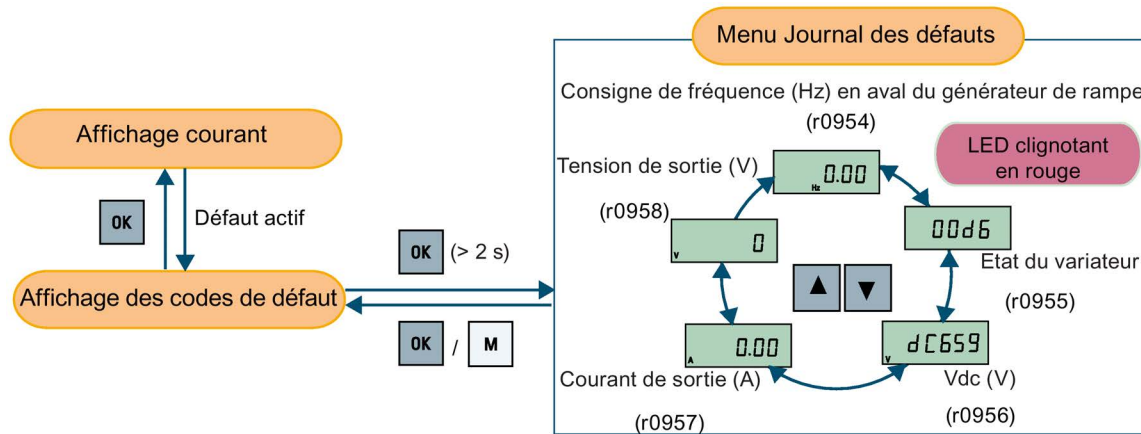 Menu Journal des défauts
Consigne de fréquence (Hz) en aval du générateur de rampe
(r0954)
LED clignotant
en rouge
Affichage courant
OK
Défaut actif
Affichage des codes de défaut
OK (> 2 s)
OK / M
Tension de sortie (V)
(r0958)
V 0
Hz 0.00
00d6
Etat du variateur
(r0955)
▲ ▼
A 0.00
Courant de sortie (A)
(r0957)
V dC659
Vdc (V)
(r0956)